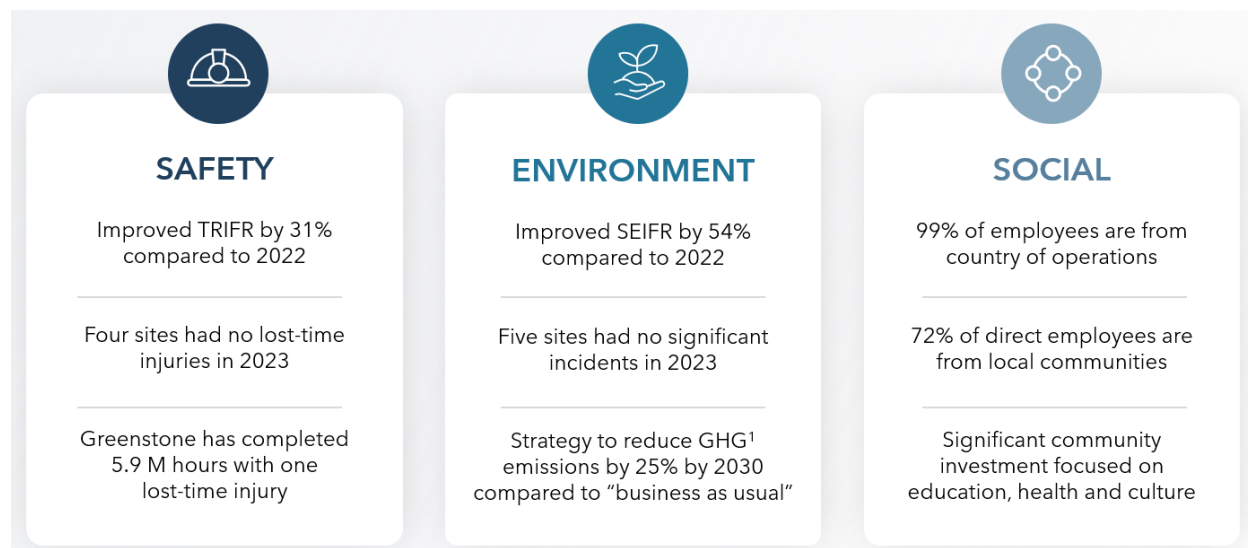 SAFETY
Improved TRIFR by 31%
compared to 2022
Four sites had no lost-time
injuries in 2023
Greenstone has completed
5.9 M hours with one
lost-time injury
ENVIRONMENT
Improved SEIFR by 54%
compared to 2022
Five sites had no significant
incidents in 2023
Strategy to reduce GHG¹
emissions by 25% by 2030
compared to “business as usual”
SOCIAL
99% of employees are from
country of operations
72% of direct employees are
from local communities
Significant community
investment focused on
education, health and culture